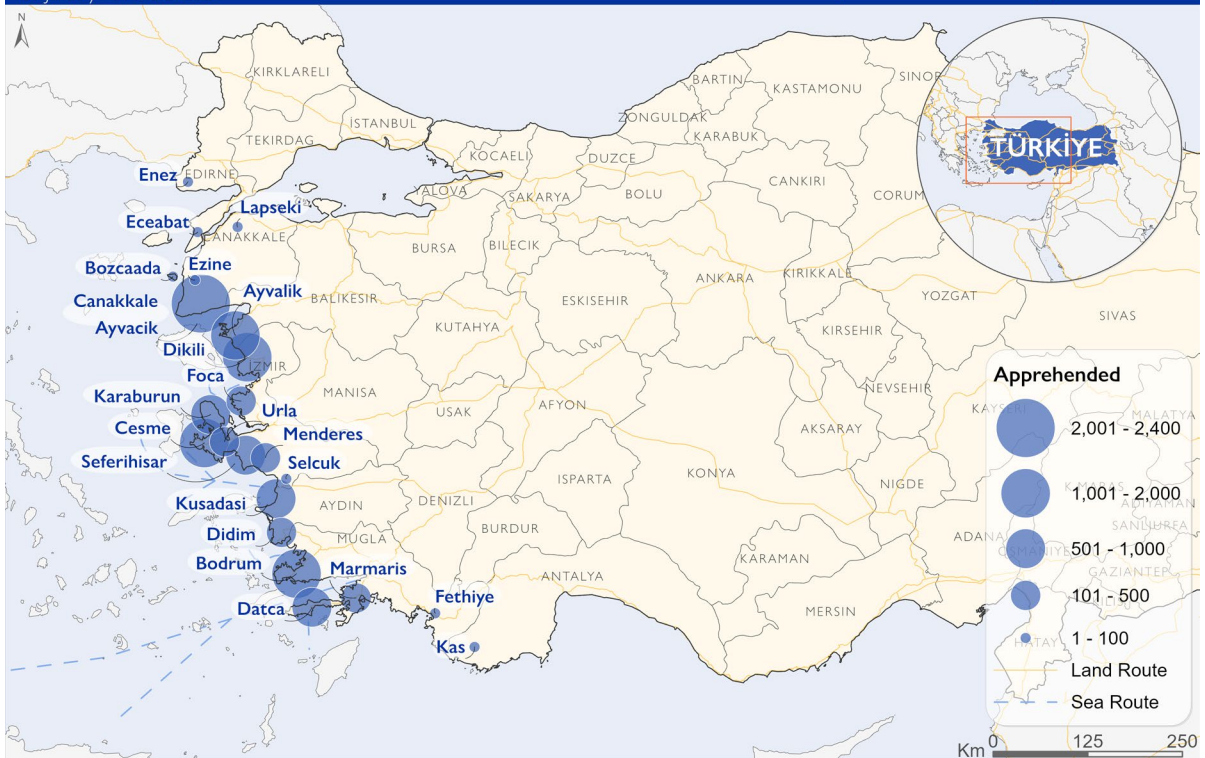 N
KIRKLARELI
BARTIN
KASTAMONU
SINOP
ISTANBUL
ZONGULDAK
TEKIRDAG
KARABUK
TÜRKİYE
KOCAELI
DUZCE
Enez
EDIRNE
CANKIRI
YALOVA
SAKARYA
BOLU
CORUM
Lapseki
Eceabat
CANAKKALE
BURSA
BILECIK
Bozcaada
Ezine
ANKARA
KIRIKKALE
Canakkale
Ayvalik
BALIKESIR
ESKISEHIR
YOZGAT
Ayvacik
KUTAHYA
KIRSEHIR
SIVAS
Dikili
IZMIR
Foca
MANISA
NEVSEHIR
Karaburun
Urla
USAK
AFYON
Cesme
Menderes
AKSARAY
Seferihisar
Selcuk
ISPARTA
KONYA
NIGDE
Kusadasi
AYDIN
DENIZLI
Didim
MUGLA
BURDUR
Bodrum
Marmaris
ANTALYA
KARAMAN
Datca
Fethiye
MERSIN
Kas
Apprehended
KAYSERI
MALATYA
2,001 - 2,400
K.MARAS
1,001 - 2,000
ADIYAMAN
SANLIURFA
ADANA
OSMANIYE
501 - 1,000
GAZIANTEP
101 - 500
KILIS
HATAY
1 - 100
Land Route
Sea Route
Km
0 125 250